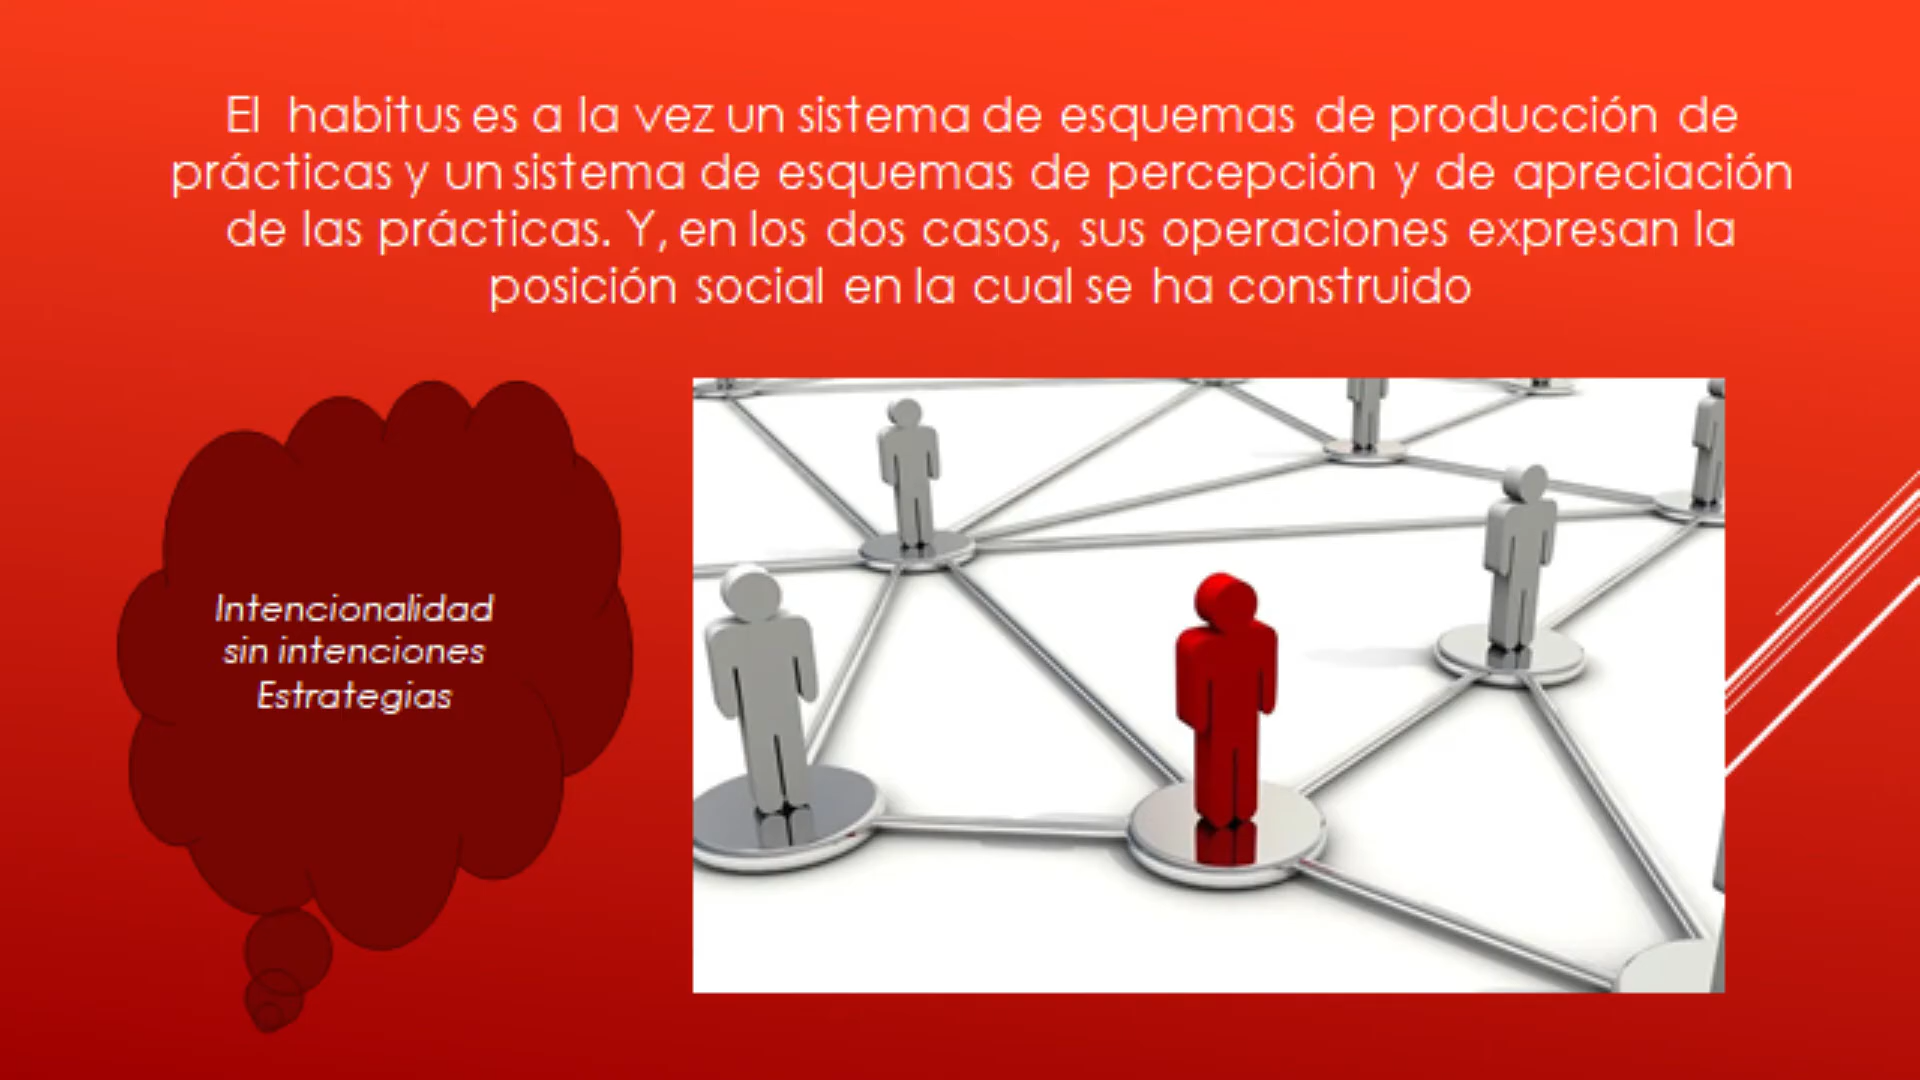 El habitus es a la vez un sistema de esquemas de producción de
prácticas y un sistema de esquemas de percepción y de apreciación
de las prácticas. Y, en los dos casos, sus operaciones expresan la
posición social en la cual se ha construido
Intencionalidad
sin intenciones
Estrategias